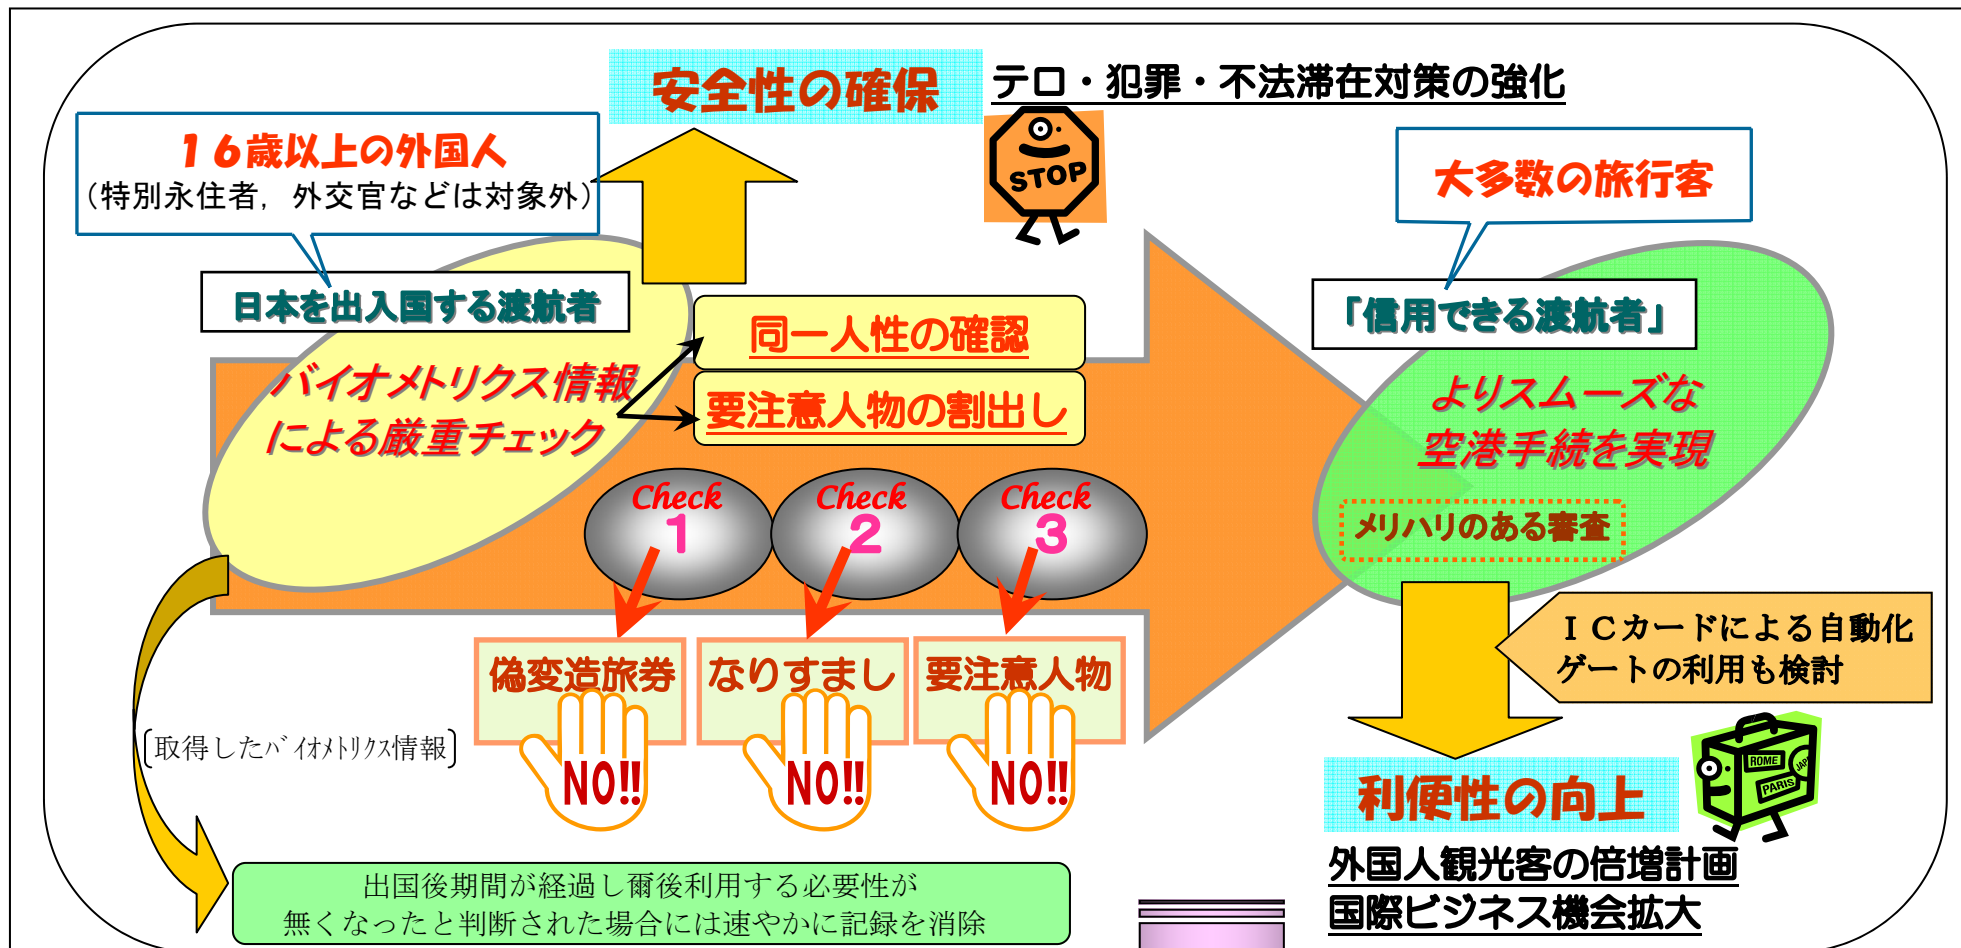 安全性の確保
テロ・犯罪・不法滞在対策の強化
STOP
16歳以上の外国人
（特別永住者，外交官などは対象外）
大多数の旅行客
日本を出入国する渡航者
「信用できる渡航者」
同一人性の確認
要注意人物の割出し
バイオメトリクス情報
による厳重チェック
よりスムーズな
空港手続を実現
メリハリのある審査
Check
1
Check
2
Check
3
偽変造旅券
なりすまし
要注意人物
NO!!
NO!!
NO!!
ＩＣカードによる自動化
ゲートの利用も検討
〔取得したﾊﾞｲｵﾒﾄﾘｸｽ情報〕
ROME
PARIS
利便性の向上
外国人観光客の倍増計画
国際ビジネス機会拡大
出国後期間が経過し爾後利用する必要性が
無くなったと判断された場合には速やかに記録を消除